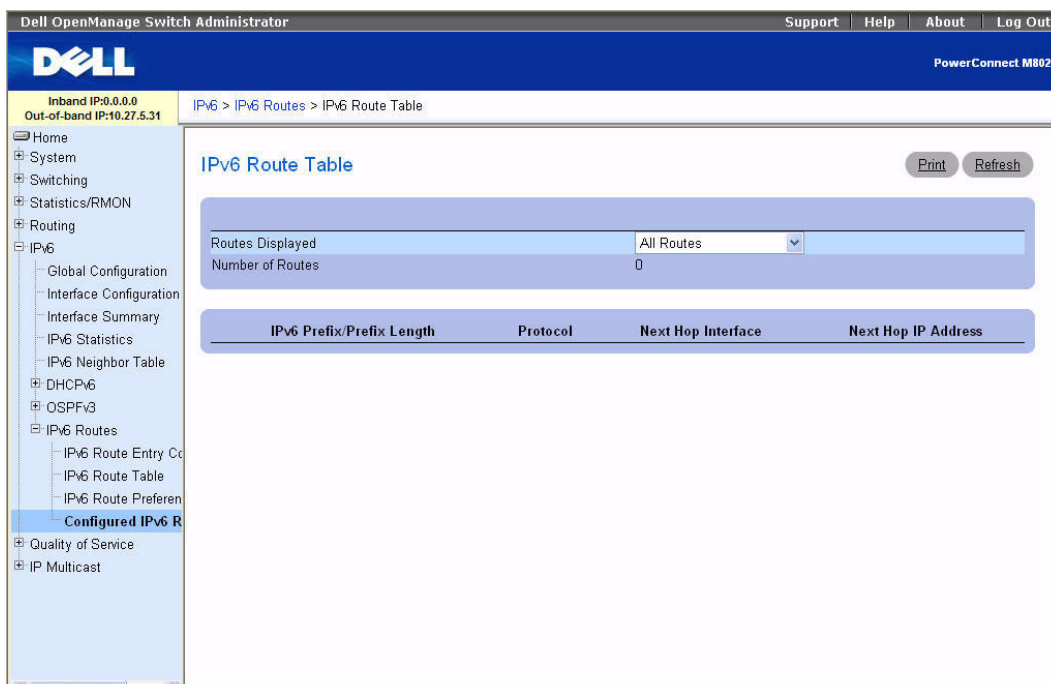 Dell OpenManage Switch Administrator
Support Help About Log Out
DELL
PowerConnect M802
Inband IP:0.0.0.0
Out-of-band IP:10.27.5.31
IPv6 > IPv6 Routes > IPv6 Route Table
Home
System
Switching
Statistics/RMON
Routing
IPv6
Global Configuration
Interface Configuration
Interface Summary
IPv6 Statistics
IPv6 Neighbor Table
DHCPv6
OSPFv3
IPv6 Routes
IPv6 Route Entry Co
IPv6 Route Table
IPv6 Route Preferen
Configured IPv6 R
Quality of Service
IP Multicast
IPv6 Route Table
Print Refresh
Routes Displayed All Routes
Number of Routes 0
IPv6 Prefix/Prefix Length Protocol Next Hop Interface Next Hop IP Address